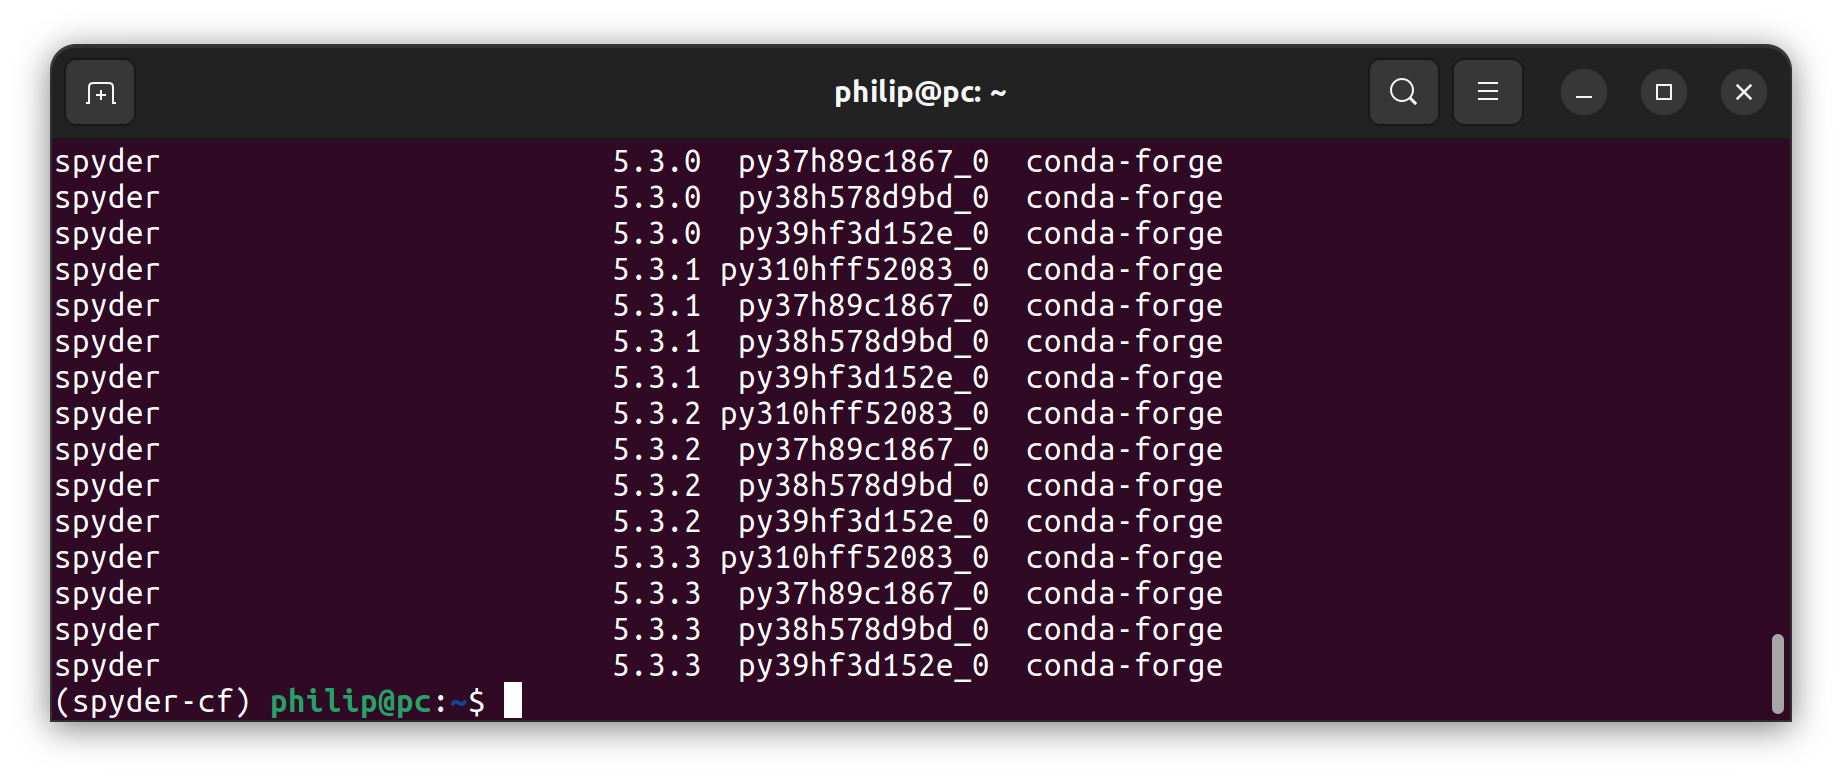 philip@pc: ~
spyder 5.3.0 py37h89c1867_0 conda-forge
spyder 5.3.0 py38h578d9bd_0 conda-forge
spyder 5.3.0 py39hf3d152e_0 conda-forge
spyder 5.3.1 py310hff52083_0 conda-forge
spyder 5.3.1 py37h89c1867_0 conda-forge
spyder 5.3.1 py38h578d9bd_0 conda-forge
spyder 5.3.1 py39hf3d152e_0 conda-forge
spyder 5.3.2 py310hff52083_0 conda-forge
spyder 5.3.2 py37h89c1867_0 conda-forge
spyder 5.3.2 py38h578d9bd_0 conda-forge
spyder 5.3.2 py39hf3d152e_0 conda-forge
spyder 5.3.3 py310hff52083_0 conda-forge
spyder 5.3.3 py37h89c1867_0 conda-forge
spyder 5.3.3 py38h578d9bd_0 conda-forge
spyder 5.3.3 py39hf3d152e_0 conda-forge
(spyder-cf) philip@pc:~$